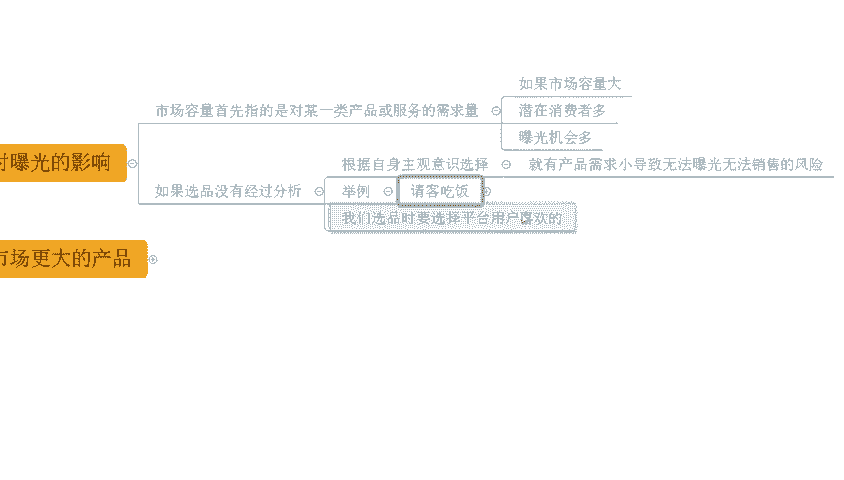 如果市场容量大
市场容量首先指的是对某一类产品或服务的需求量
潜在消费者多
曝光机会多
对曝光的影响
根据自身主观意识选择
就有产品需求小导致无法曝光无法销售的风险
如果选品没有经过分析
举例
请客吃饭
我们选品时要选择平台用户喜欢的
市场更大的产品